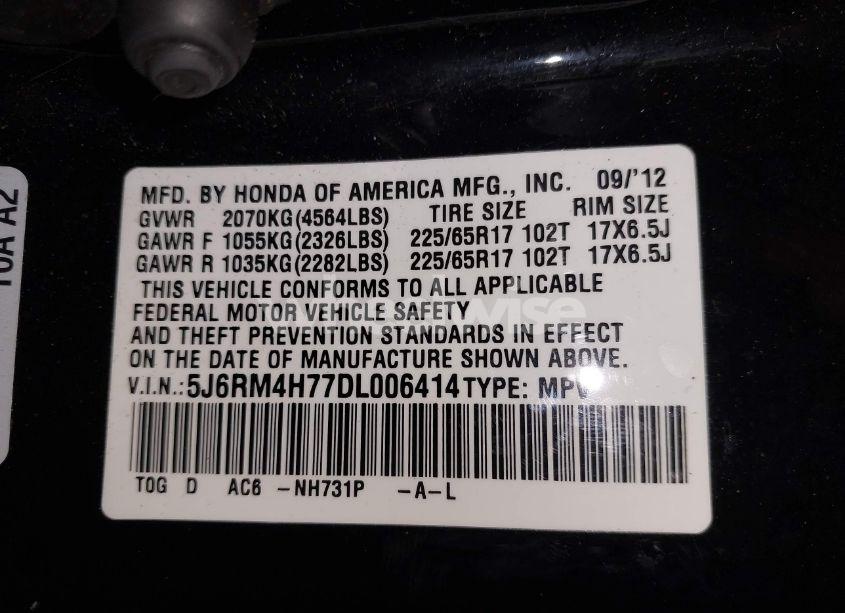 10A A2
MFD. BY HONDA OF AMERICA MFG., INC. 09/'12
GVWR 2070KG(4564LBS) TIRE SIZE RIM SIZE
GAWR F 1055KG(2326LBS) 225/65R17 102T 17X6.5J
GAWR R 1035KG(2282LBS) 225/65R17 102T 17X6.5J
THIS VEHICLE CONFORMS TO ALL APPLICABLE
FEDERAL MOTOR VEHICLE SAFETY
AND THEFT PREVENTION STANDARDS IN EFFECT
ON THE DATE OF MANUFACTURE SHOWN ABOVE.
V.I.N.: 5J6RM4H77DL006414 TYPE: MPV
T0G D AC6 -NH731P -A-L